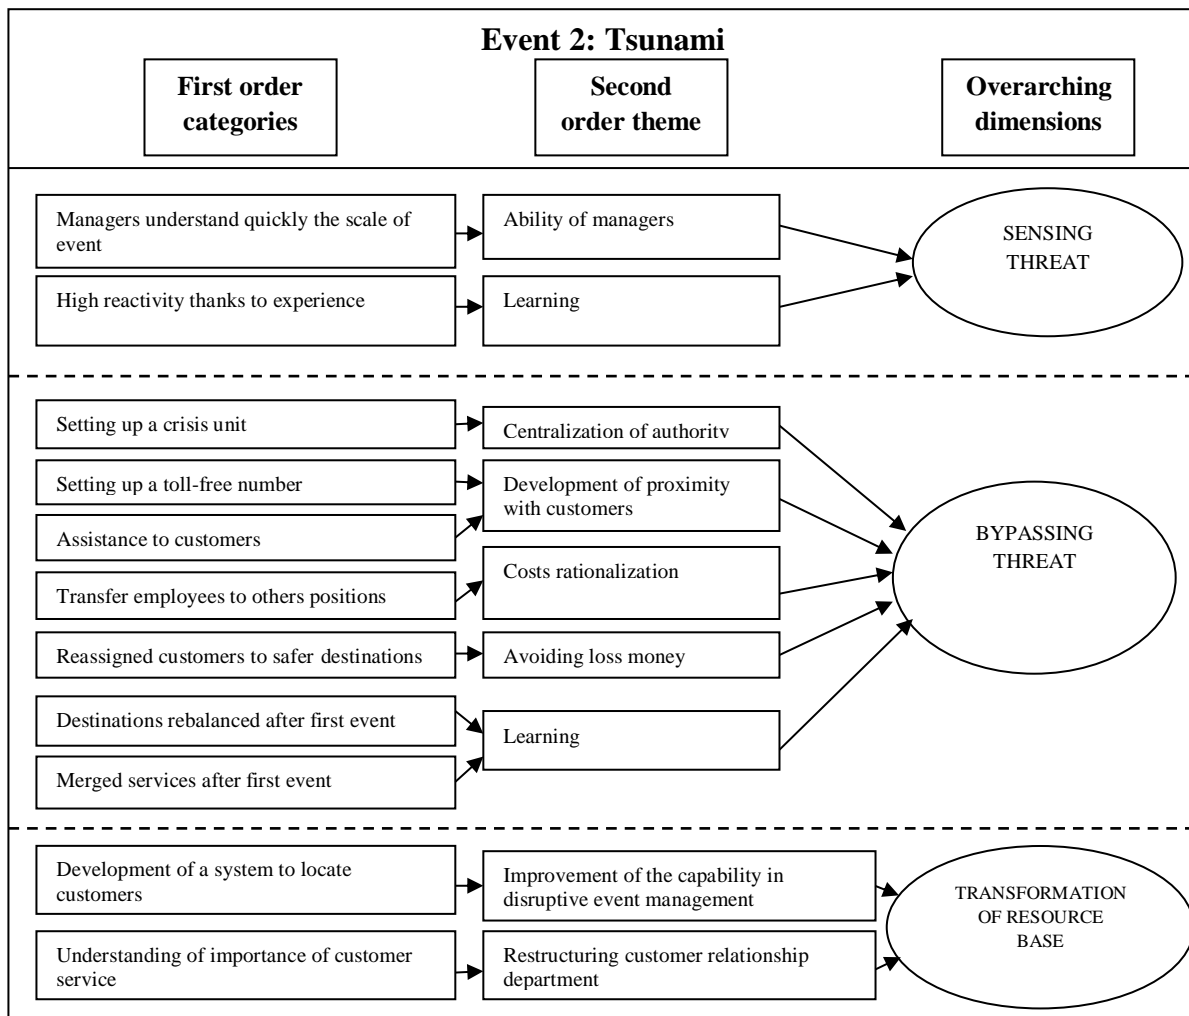 Event 2: Tsunami
First order
categories
Second
order theme
Overarching
dimensions
Managers understand quickly the scale of
event
Ability of managers
SENSING
THREAT
High reactivity thanks to experience
Learning
Setting up a crisis unit
Centralization of authority
Setting up a toll-free number
Development of proximity
with customers
Assistance to customers
BYPASSING
THREAT
Transfer employees to others positions
Costs rationalization
Reassigned customers to safer destinations
Avoiding loss money
Destinations rebalanced after first event
Learning
Merged services after first event
Development of a system to locate
customers
Improvement of the capability in
disruptive event management
TRANSFORMATION
OF RESOURCE
BASE
Understanding of importance of customer
service
Restructuring customer relationship
department